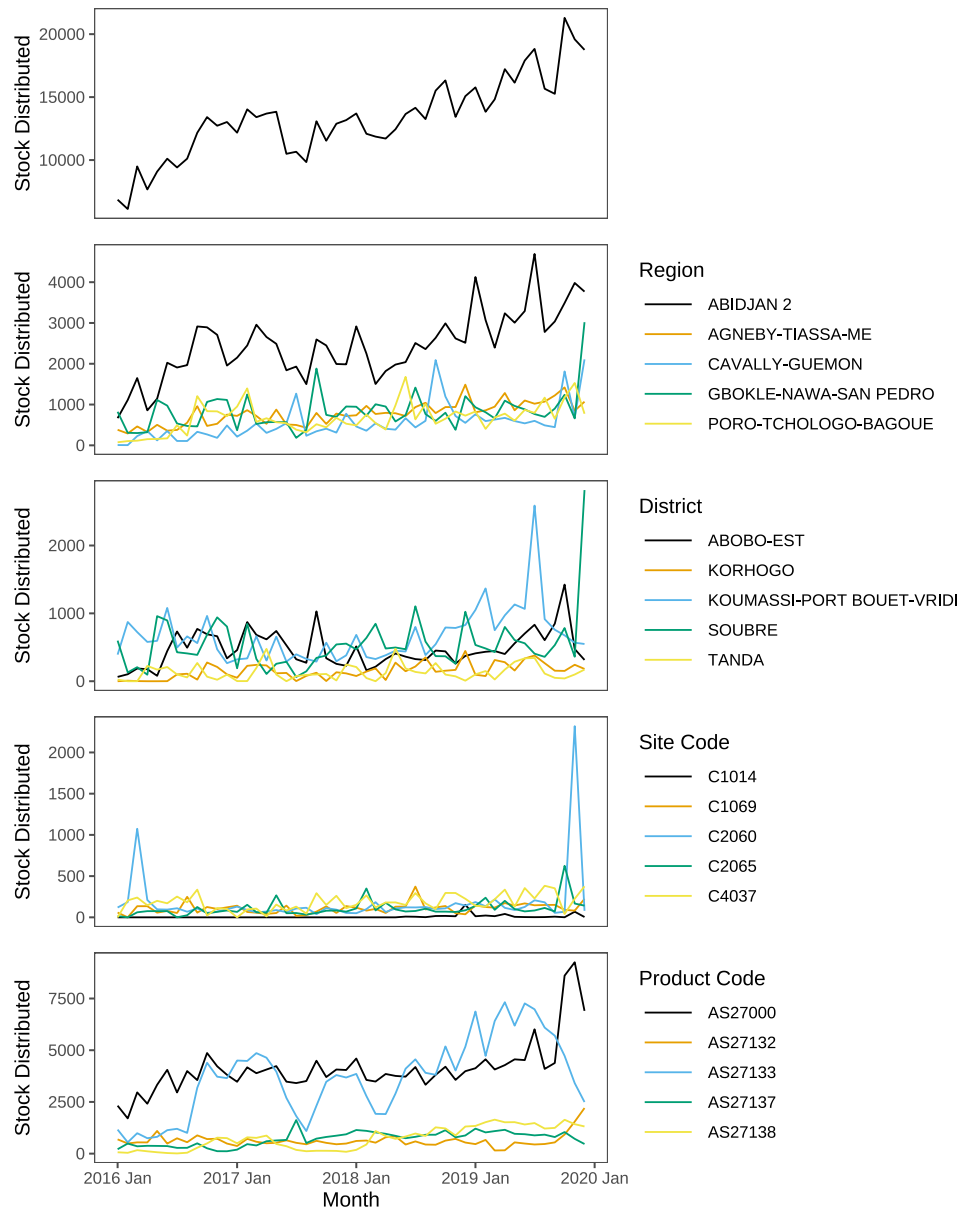 20000
15000
10000
Stock Distributed
4000
3000
2000
1000
0
Stock Distributed
Region
ABIDJAN 2
AGNEBY-TIASSA-ME
CAVALLY-GUEMON
GBOKLE-NAWA-SAN PEDRO
PORO-TCHOLOGO-BAGOUE
2000
1000
0
Stock Distributed
District
ABOBO-EST
KORHOGO
KOUMASSI-PORT BOUET-VRIDI
SOUBRE
TANDA
2000
1500
1000
500
0
Stock Distributed
Site Code
C1014
C1069
C2060
C2065
C4037
7500
5000
2500
0
Stock Distributed
Product Code
AS27000
AS27132
AS27133
AS27137
AS27138
2016 Jan 2017 Jan 2018 Jan 2019 Jan 2020 Jan
Month